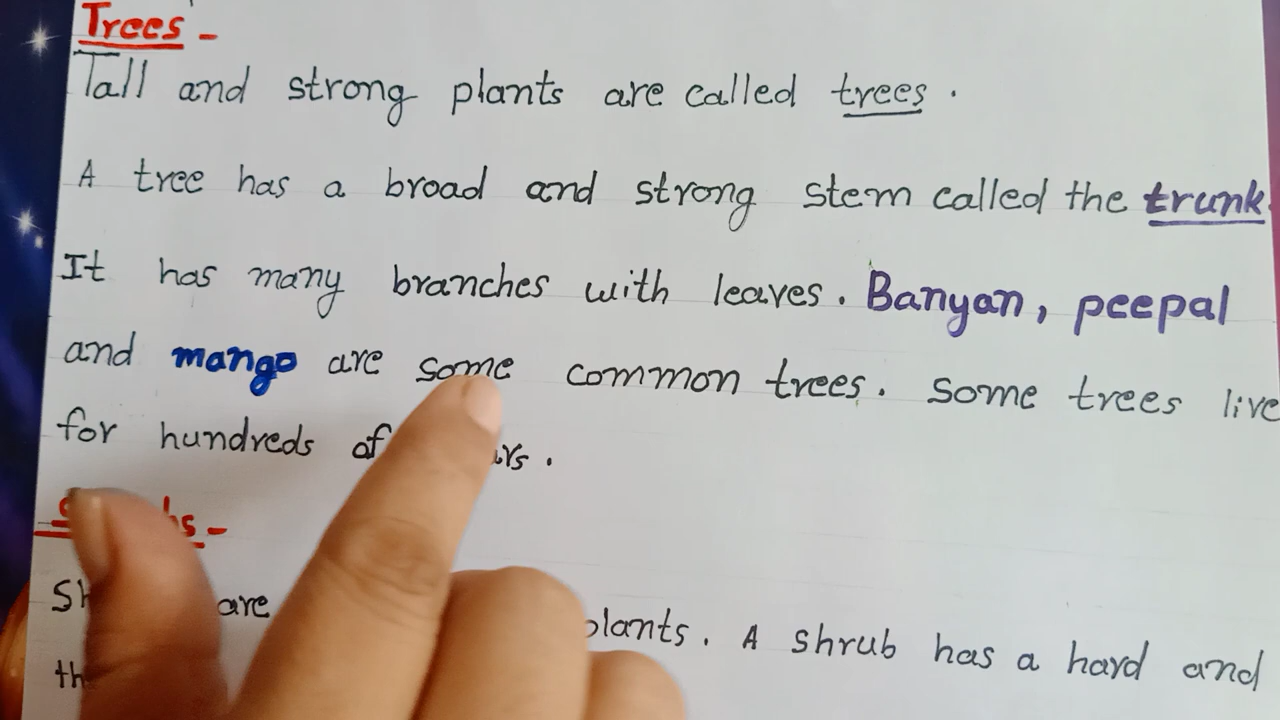 Trees -
Tall and strong plants are called trees .
A tree has a broad and strong stem called the trunk.
It has many branches with leaves. Banyan, peepal
and mango are some common trees. Some trees live
for hundreds of .
are plants. A shrub has a hard and